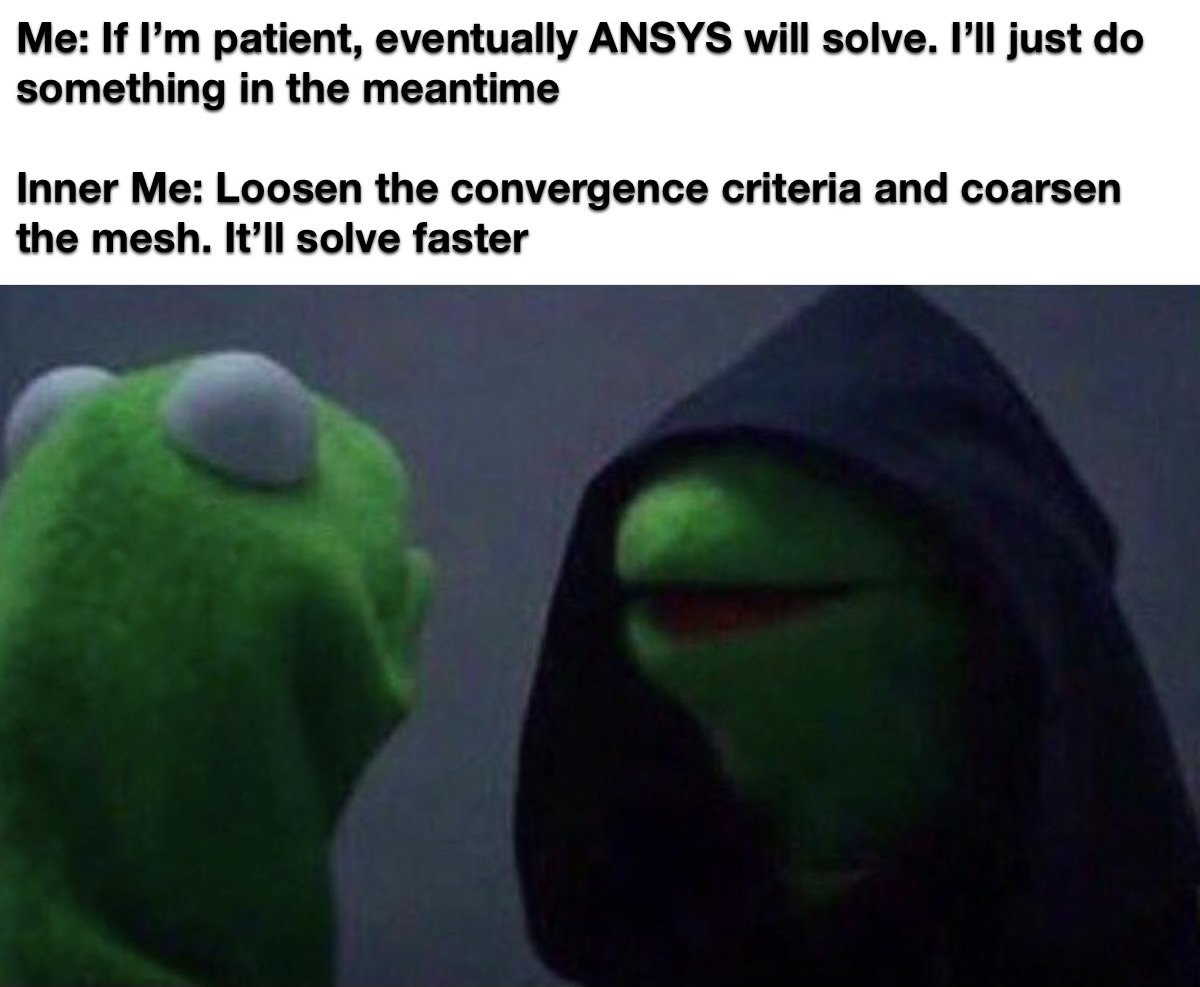 Me: If I’m patient, eventually ANSYS will solve. I’ll just do
something in the meantime
Inner Me: Loosen the convergence criteria and coarsen
the mesh. It’ll solve faster